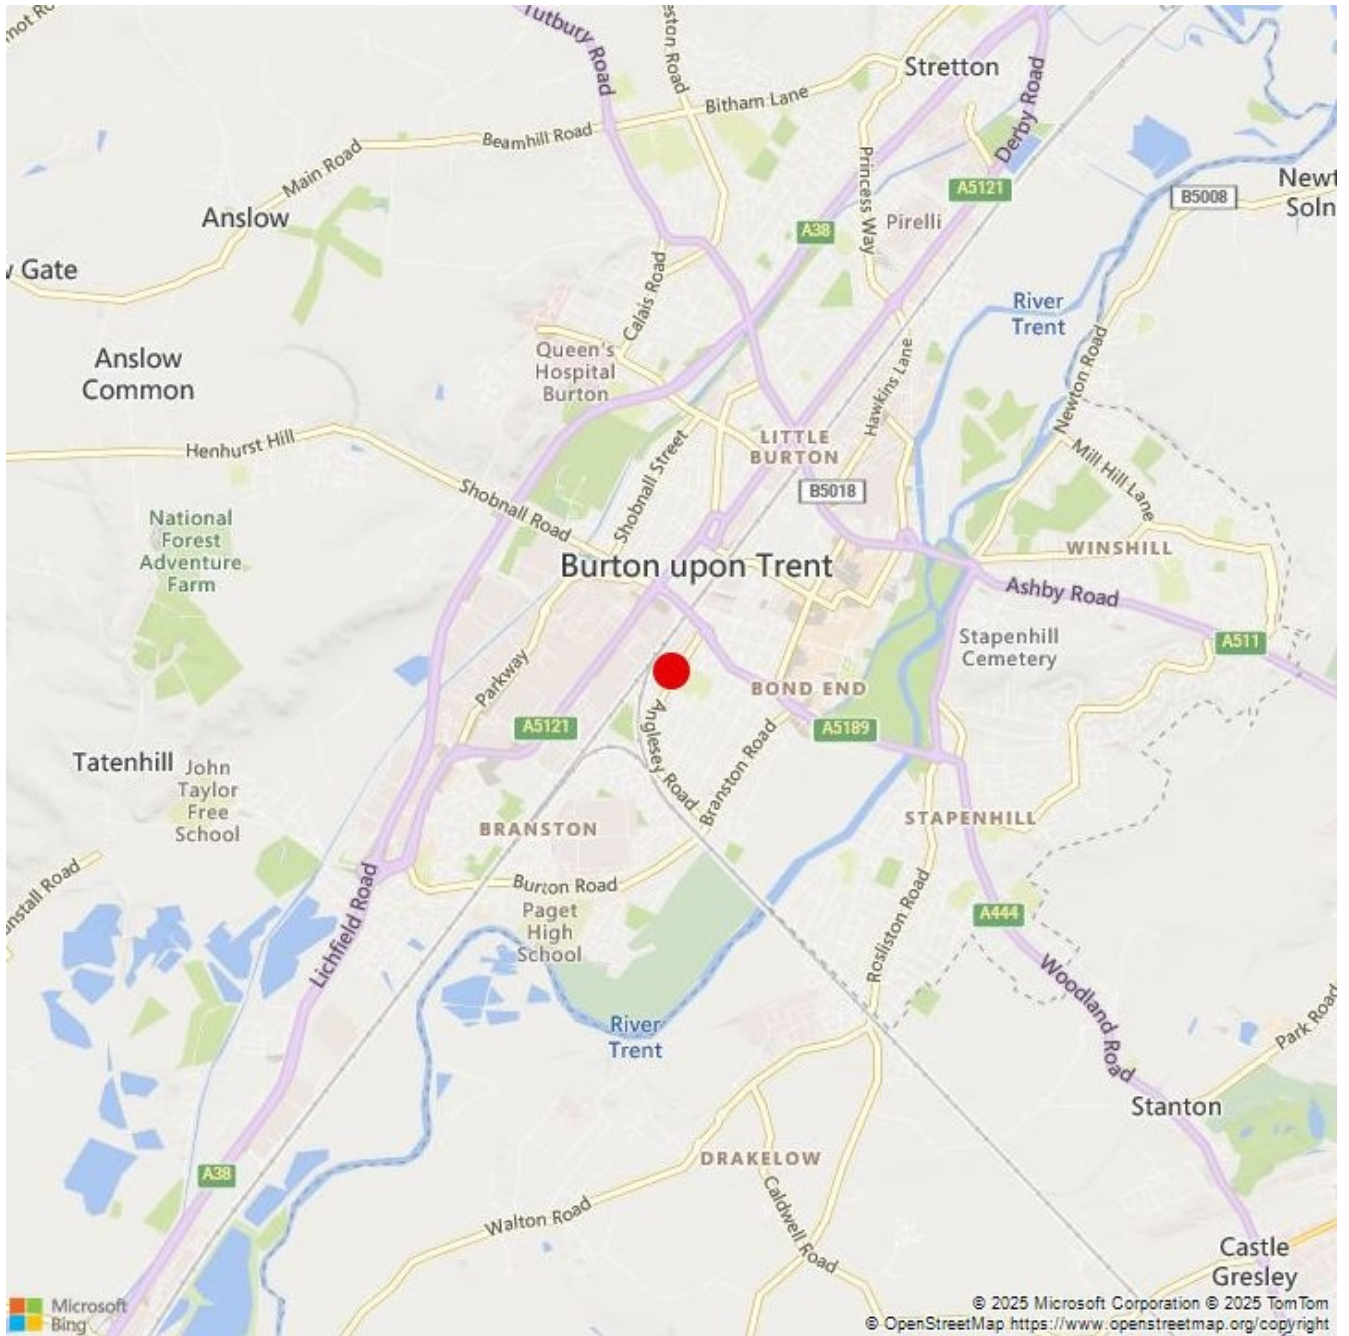 Tutbury Road
Stretton
Derby Road
Bitham Lane
Beamhill Road
Main Road
Princess Way
A5121
B5008
Newt
Soln
Anslow
Pirelli
A38
Gate
Calais Road
River
Trent
Queen's
Hospital
Burton
Anslow
Common
Hawkins Lane
Newton Road
Henhurst Hill
LITTLE
BURTON
Mill Hill Lane
Shobnall Street
B5018
Shobnall Road
National
Forest
Adventure
Farm
WINSHILL
Burton upon Trent
Ashby Road
Stapenhill
Cemetery
A511
Parkway
BOND END
A5121
Anglesey Road
A5189
Branston Road
Tatenhill
John
Taylor
Free
School
BRANSTON
STAPENHILL
Burton Road
Lichfield Road
Paget
High
School
A444
Rosliston Road
Woodland Road
River
Trent
Park Road
Stanton
DRAKELOW
A38
Caldwell Road
Walton Road
Castle
Gresley
Microsoft
Bing
© 2025 Microsoft Corporation © 2025 TomTom
© OpenStreetMap https://www.openstreetmap.org/copyright